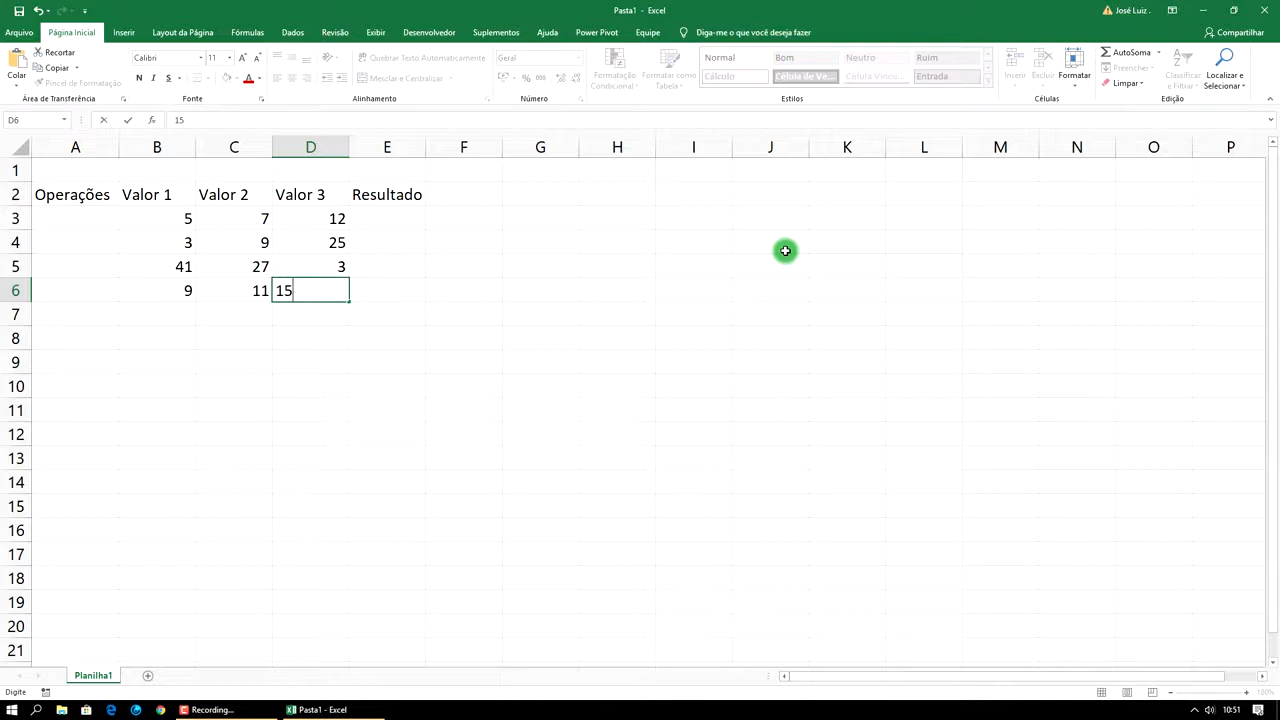 Pasta1 - Excel
José Luiz .
Arquivo Página Inicial Inserir Layout da Página Fórmulas Dados Revisão Exibir Desenvolvedor Suplementos Ajuda Power Pivot Equipe Diga-me o que você deseja fazer Compartilhar
Colar
Recortar
Copiar
Pincel de Formatação
Área de Transferência
Calibri 11
N I S
Fonte
Quebrar Texto Automaticamente
Mesclar e Centralizar
Alinhamento
Geral
% 000
Número
Formatação Condicional
Formatar como Tabela
Normal Bom Neutro Ruim
Cálculo Célula de Ve... Célula Vincu... Entrada
Estilos
Inserir Excluir Formatar
Células
AutoSoma
Preencher
Limpar
Classificar e Filtrar
Localizar e Selecionar
Edição
D6 fx 15
A B C D E F G H I J K L M N O P
1
2 Operações Valor 1 Valor 2 Valor 3 Resultado
3 5 7 12
4 3 9 25
5 41 27 3
6 9 11 15
7
8
9
10
11
12
13
14
15
16
17
18
19
20
21
Planilha1
Digite 180%
Recording... Pasta1 - Excel 10:51